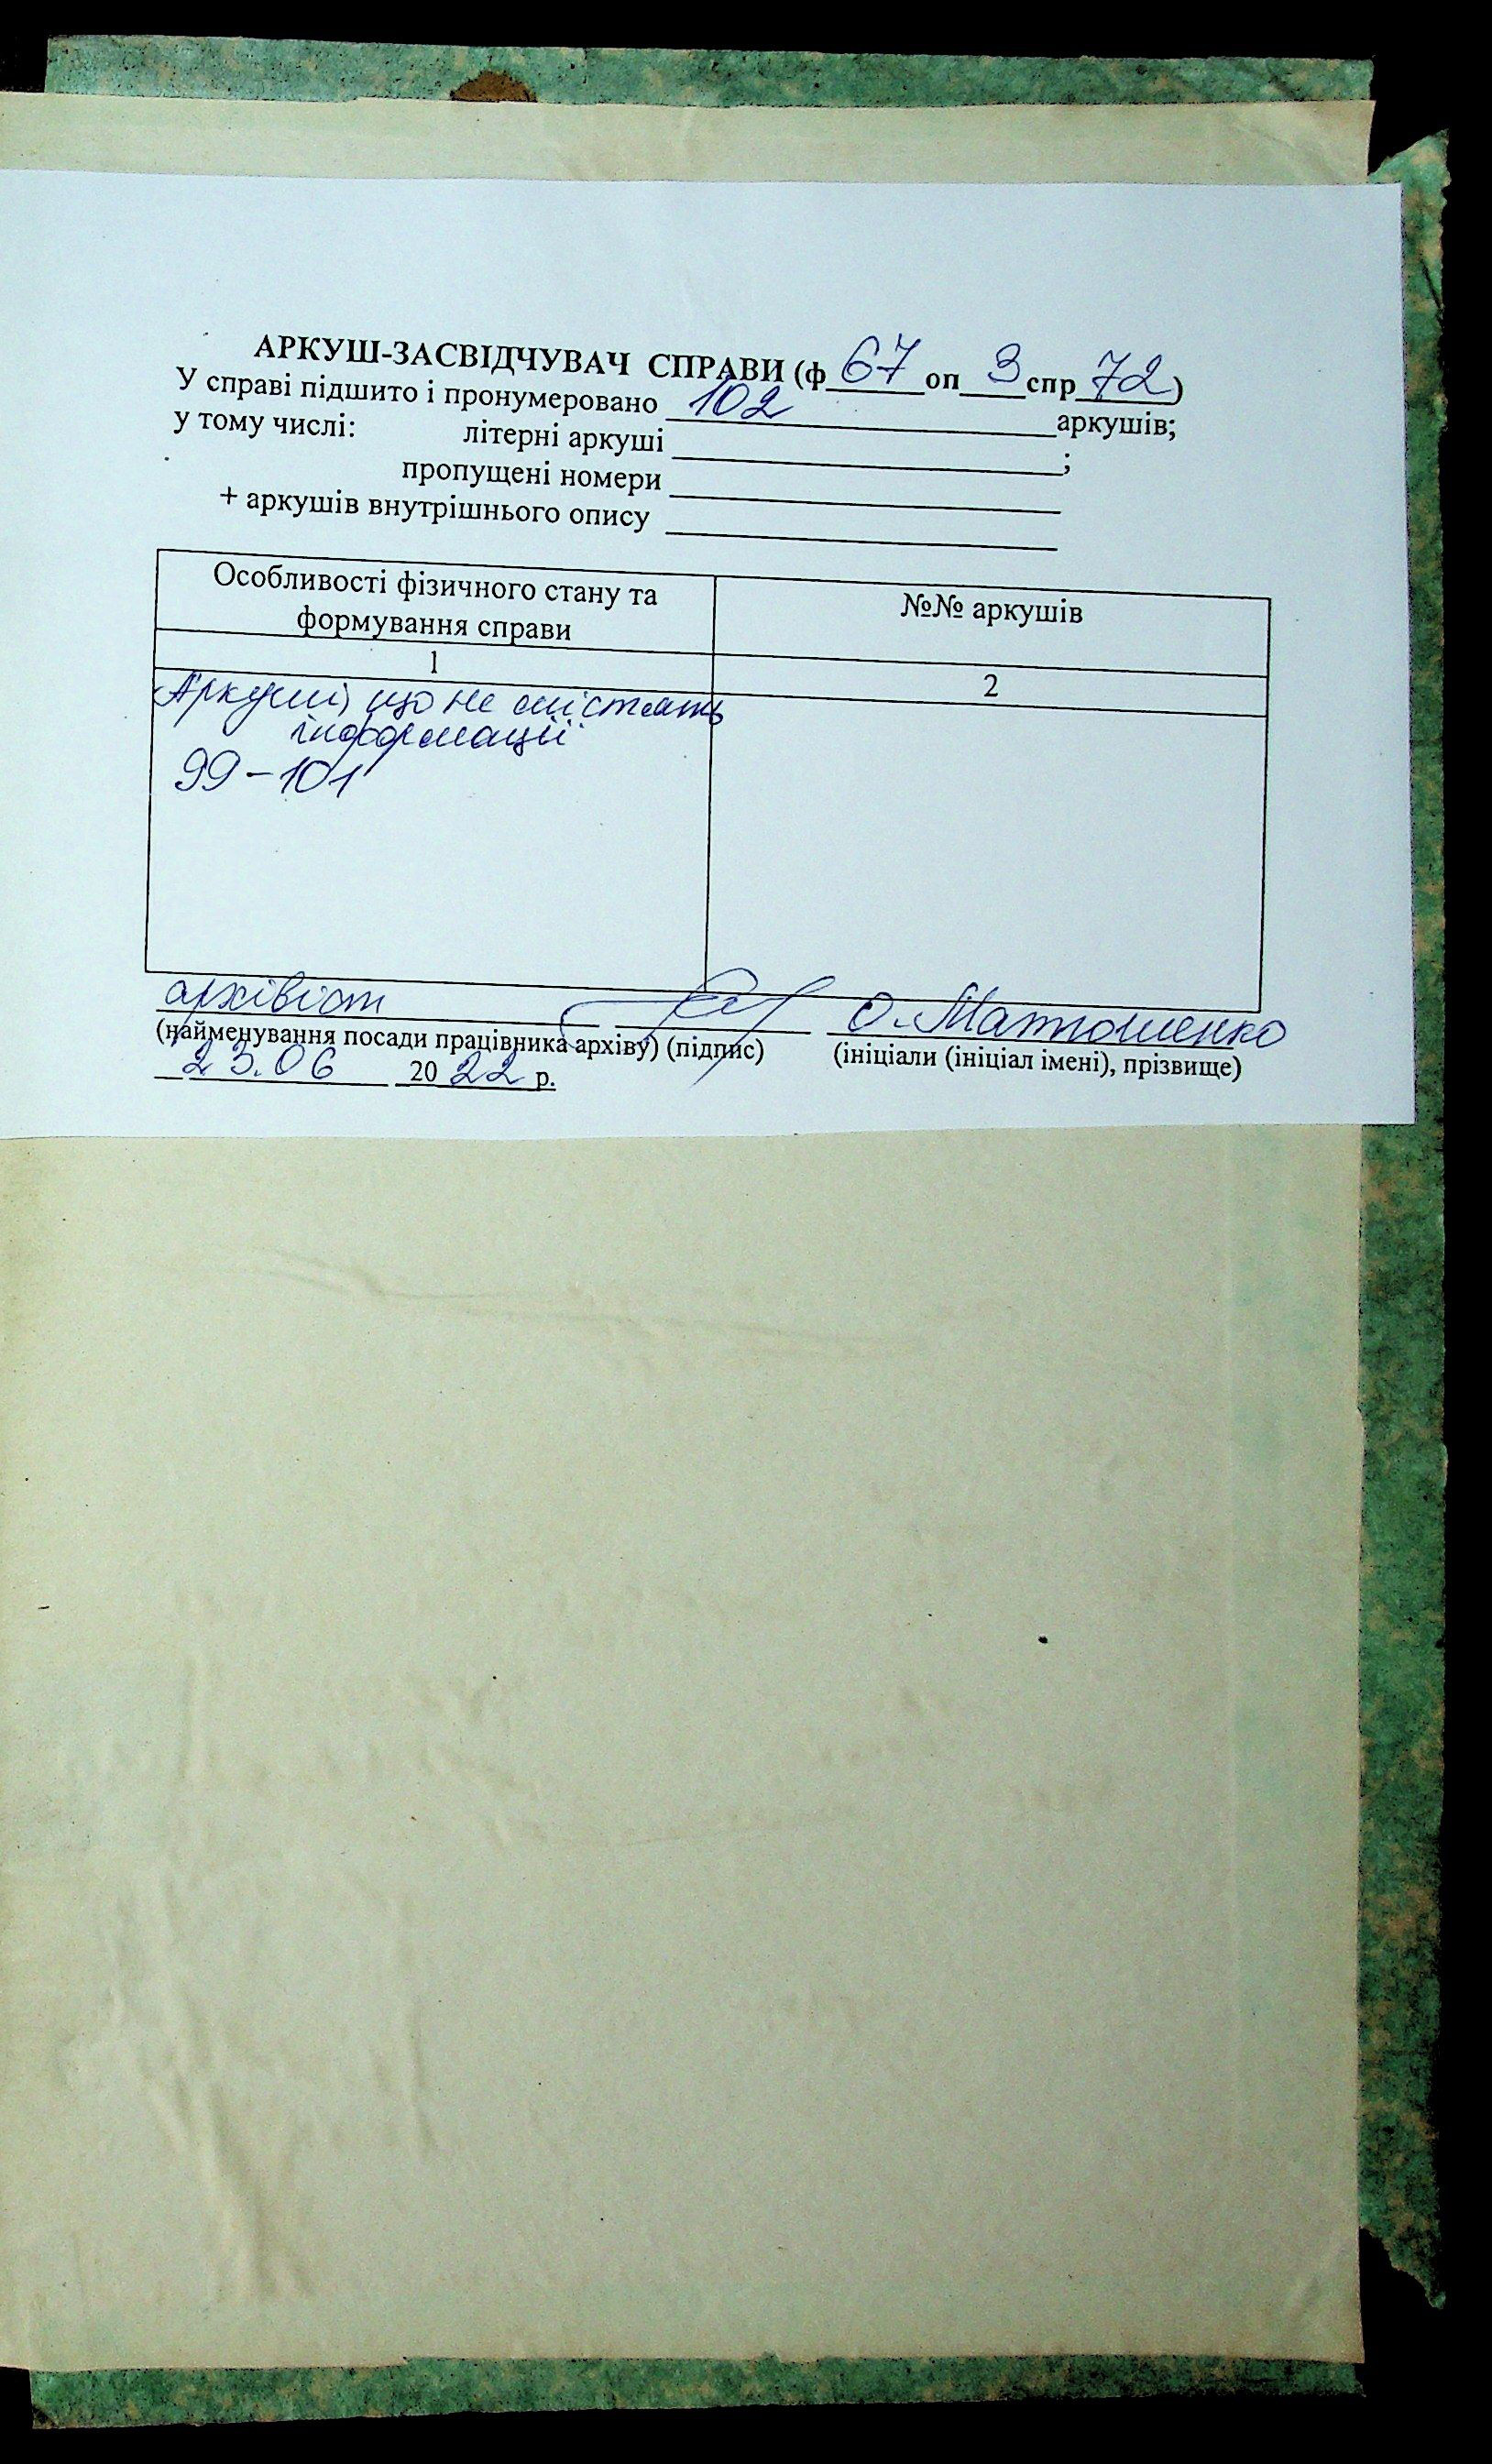 АРКУШ-ЗАСВІДЧУВАЧ СПРАВИ (ф 67 оп 3 спр 72)
У справі підшито і пронумеровано 102 аркушів;
у тому числі: літерні аркуші ;
пропущені номери
+ аркушів внутрішнього опису
Особливості фізичного стану та формування справи №№ аркушів
1 2
Аркуші, що не містять
інформації
99-101
архівіст О. Матюшенко
(найменування посади працівника архіву) (підпис) (ініціали (ініціал імені), прізвище)
23.06 2022 р.